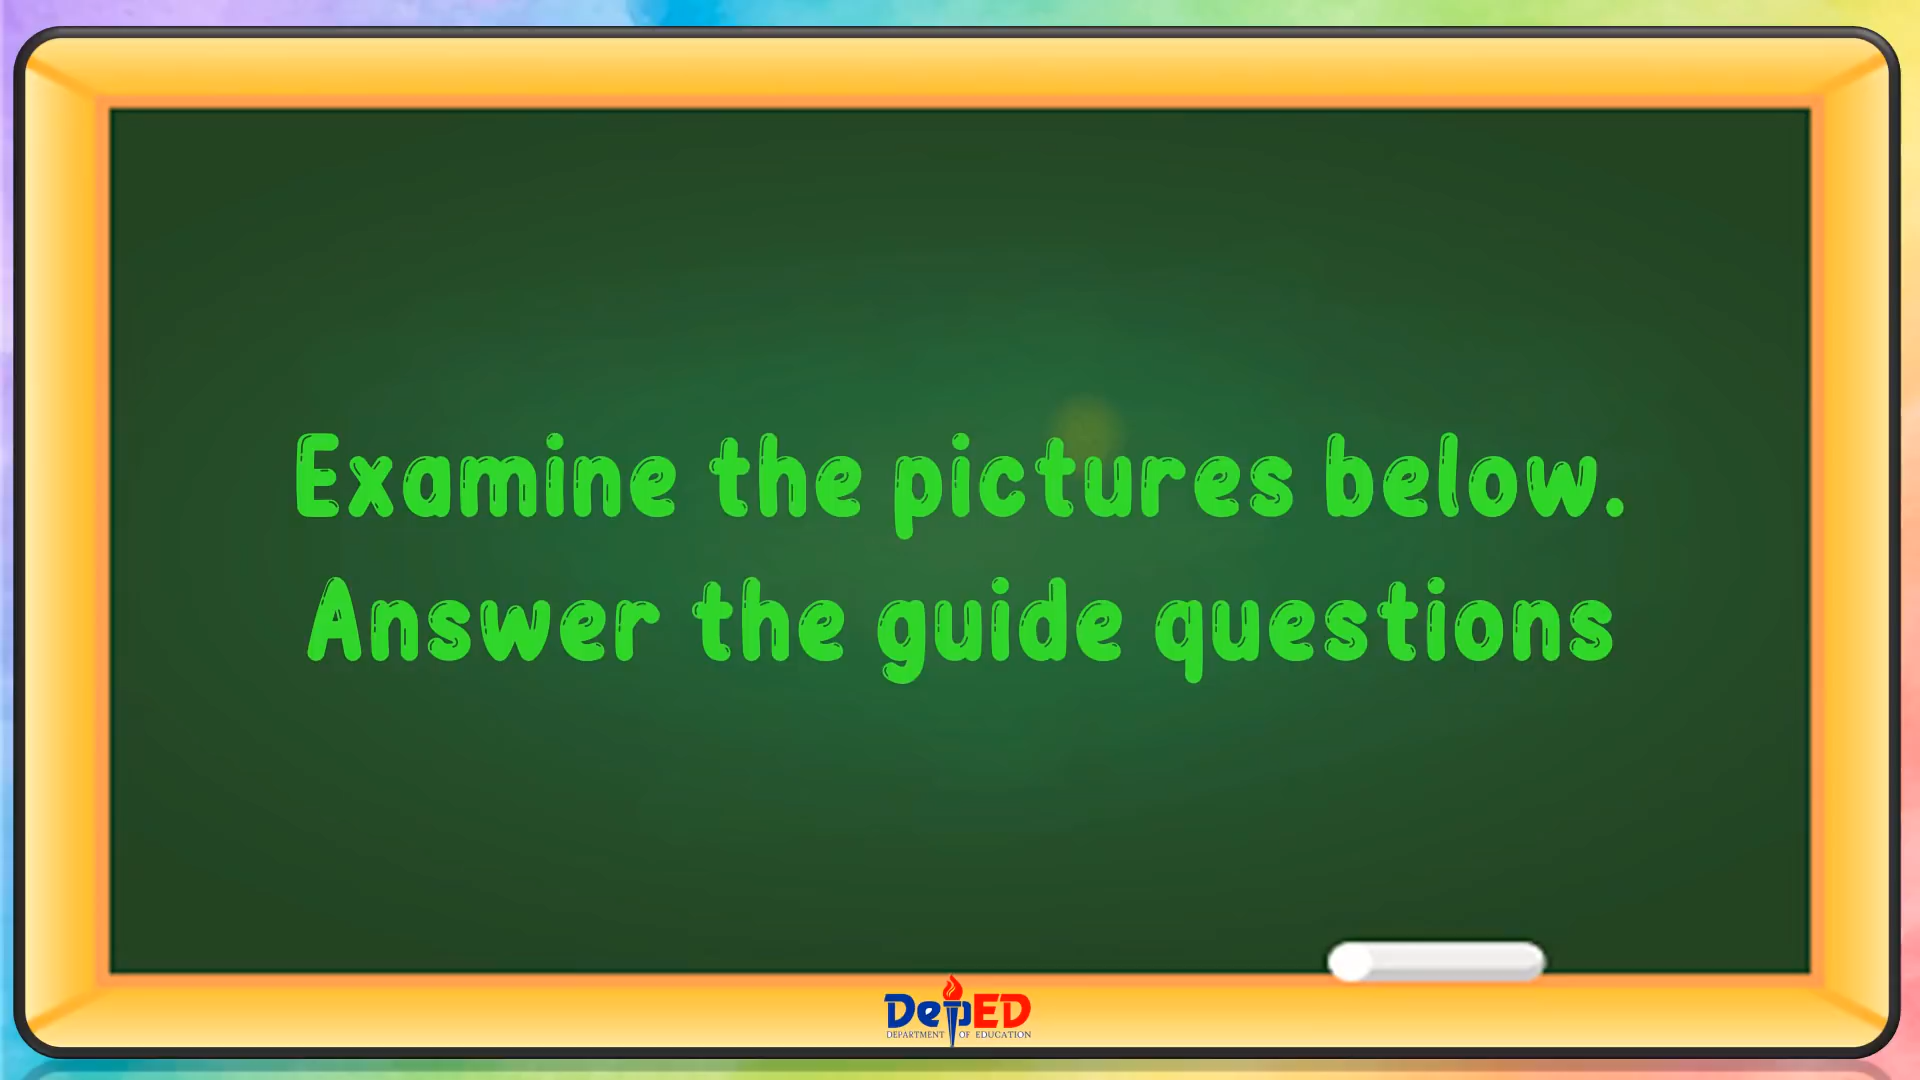 Examine the pictures below.
Answer the guide questions
DepED
DEPARTMENT OF EDUCATION